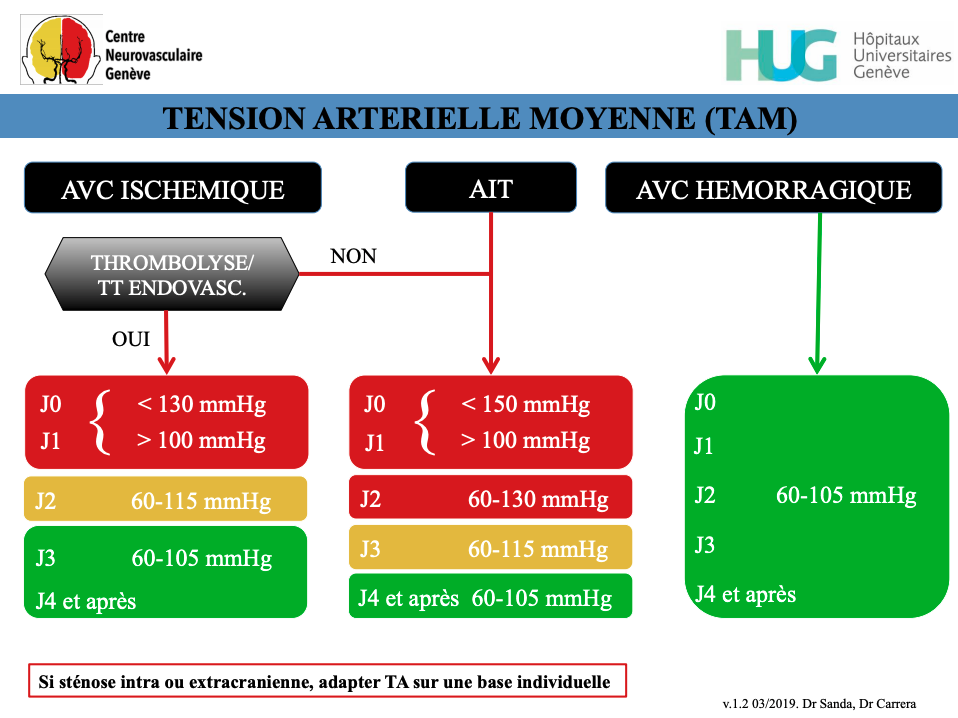 Centre
Neurovasculaire
Genève
HUG
Hôpitaux
Universitaires
Genève
TENSION ARTERIELLE MOYENNE (TAM)
AVC ISCHEMIQUE
AIT
AVC HEMORRAGIQUE
THROMBOLYSE/
TT ENDOVASC.
NON
OUI
J0 < 130 mmHg
J1 > 100 mmHg
J2 60-115 mmHg
J3 60-105 mmHg
J4 et après
J0 < 150 mmHg
J1 > 100 mmHg
J2 60-130 mmHg
J3 60-115 mmHg
J4 et après 60-105 mmHg
J0
J1
J2 60-105 mmHg
J3
J4 et après
Si sténose intra ou extracranienne, adapter TA sur une base individuelle
v.1.2 03/2019. Dr Sanda, Dr Carrera